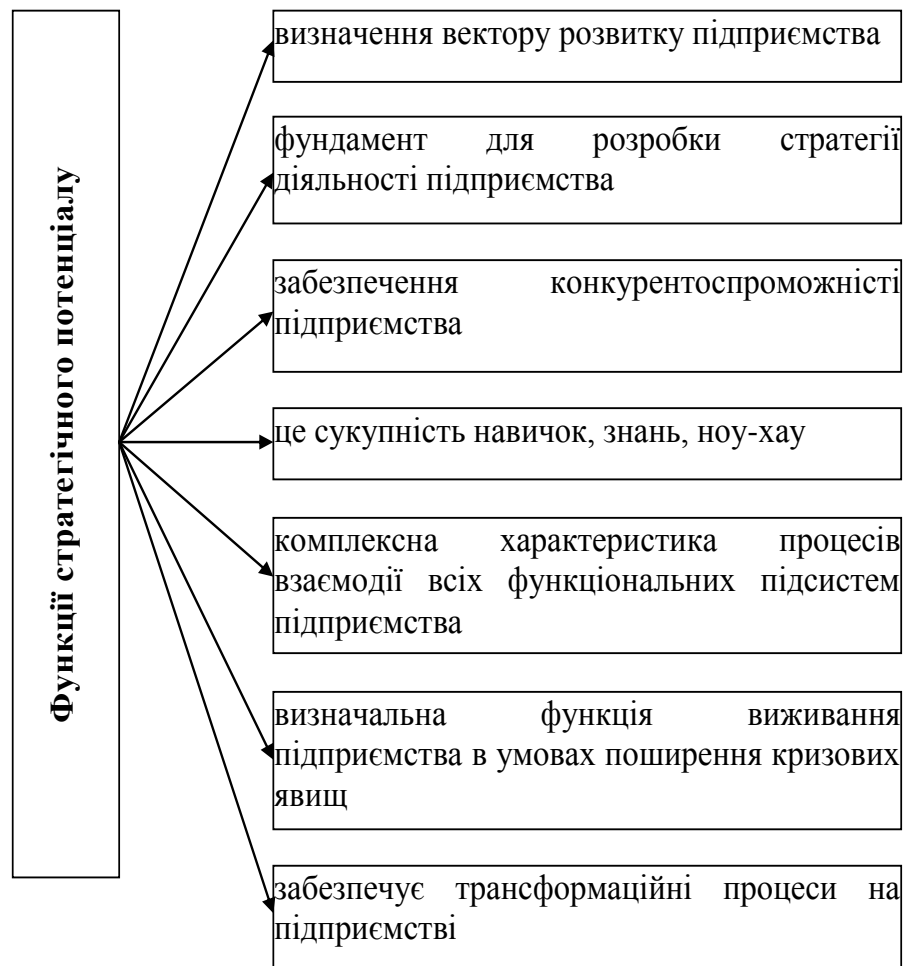 Функції стратегічного потенціалу
визначення вектору розвитку підприємства
фундамент для розробки стратегії
діяльності підприємства
забезпечення конкурентоспроможністі
підприємства
це сукупність навичок, знань, ноу-хау
комплексна характеристика процесів
взаємодії всіх функціональних підсистем
підприємства
визначальна функція виживання
підприємства в умовах поширення кризових
явищ
забезпечує трансформаційні процеси на
підприємстві